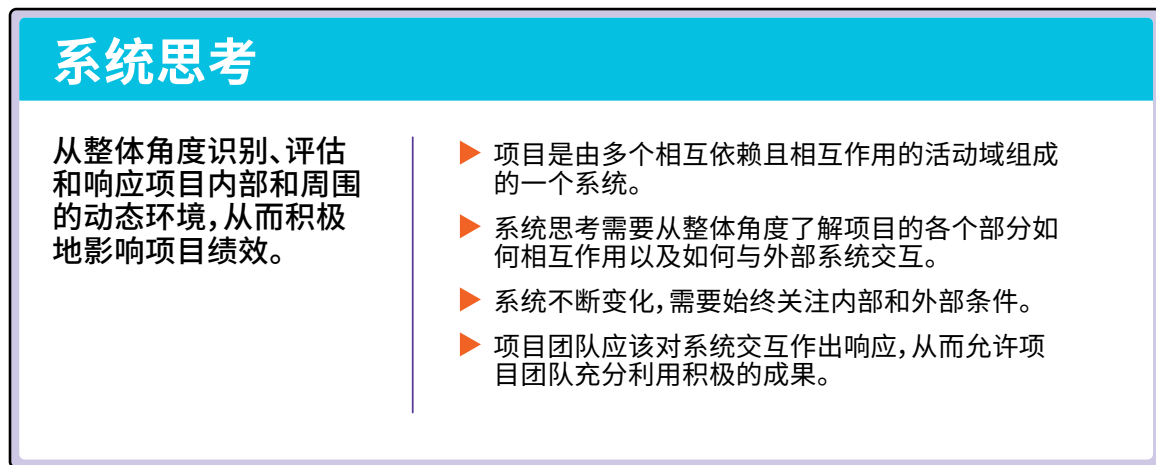 系统思考
从整体角度识别、评估
和响应项目内部和周围
的动态环境,从而积极
地影响项目绩效。
项目是由多个相互依赖且相互作用的活动域组成
的一个系统。
系统思考需要从整体角度了解项目的各个部分如
何相互作用以及如何与外部系统交互。
系统不断变化,需要始终关注内部和外部条件。
项目团队应该对系统交互作出响应,从而允许项
目团队充分利用积极的成果。